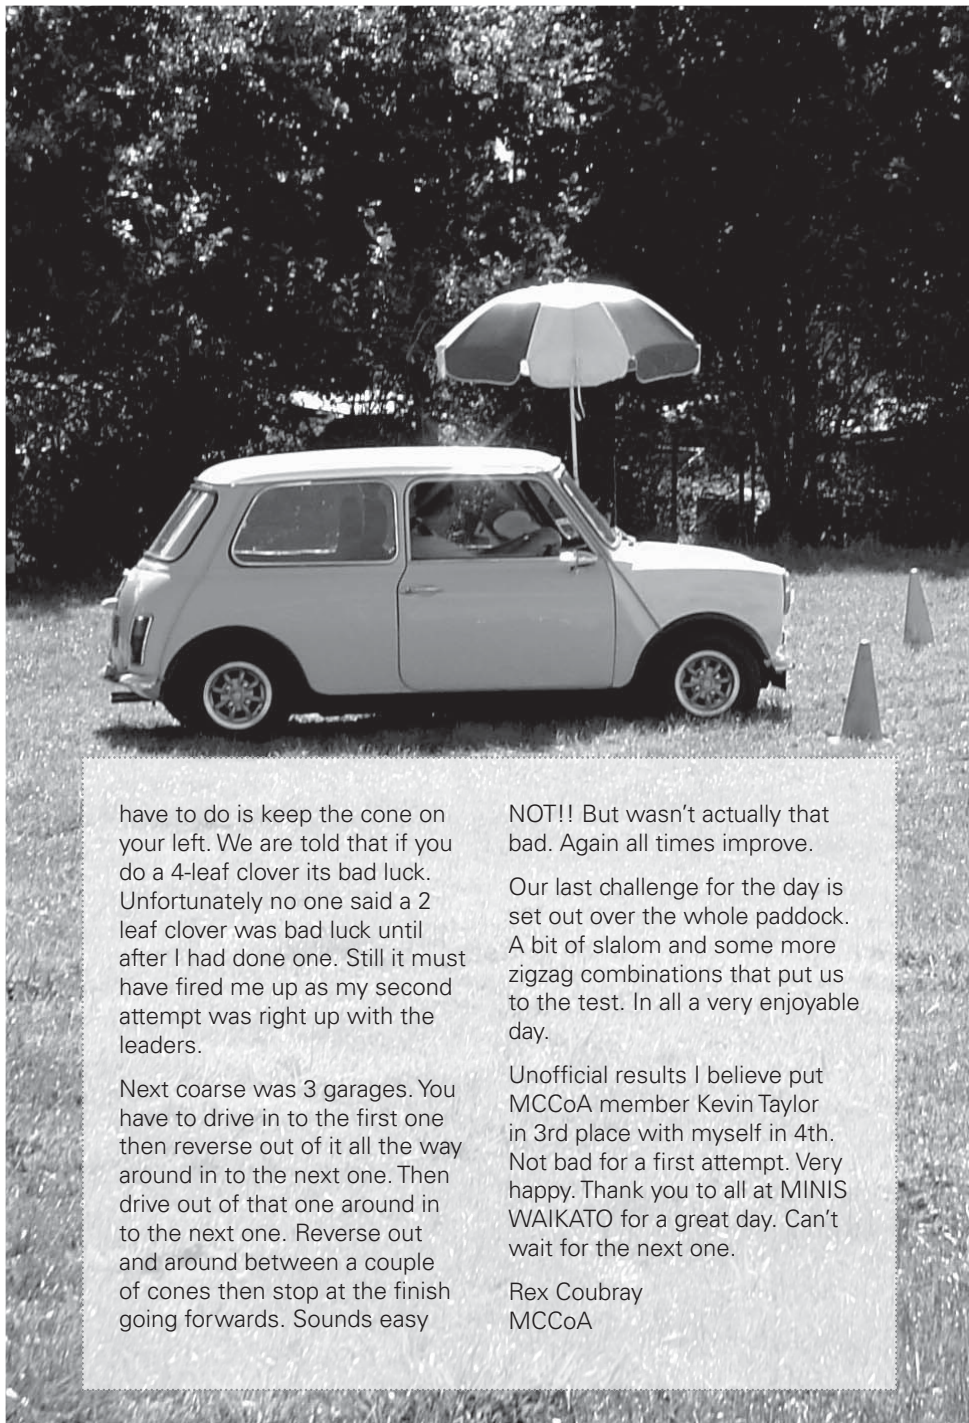 have to do is keep the cone on
your left. We are told that if you
do a 4-leaf clover its bad luck.
Unfortunately no one said a 2
leaf clover was bad luck until
after I had done one. Still it must
have fired me up as my second
attempt was right up with the
leaders.
Next coarse was 3 garages. You
have to drive in to the first one
then reverse out of it all the way
around in to the next one. Then
drive out of that one around in
to the next one. Reverse out
and around between a couple
of cones then stop at the finish
going forwards. Sounds easy
NOT!! But wasn't actually that
bad. Again all times improve.
Our last challenge for the day is
set out over the whole paddock.
A bit of slalom and some more
zigzag combinations that put us
to the test. In all a very enjoyable
day.
Unofficial results I believe put
MCCoA member Kevin Taylor
in 3rd place with myself in 4th.
Not bad for a first attempt. Very
happy. Thank you to all at MINIS
WAIKATO for a great day. Can't
wait for the next one.
Rex Coubray
MCCoA